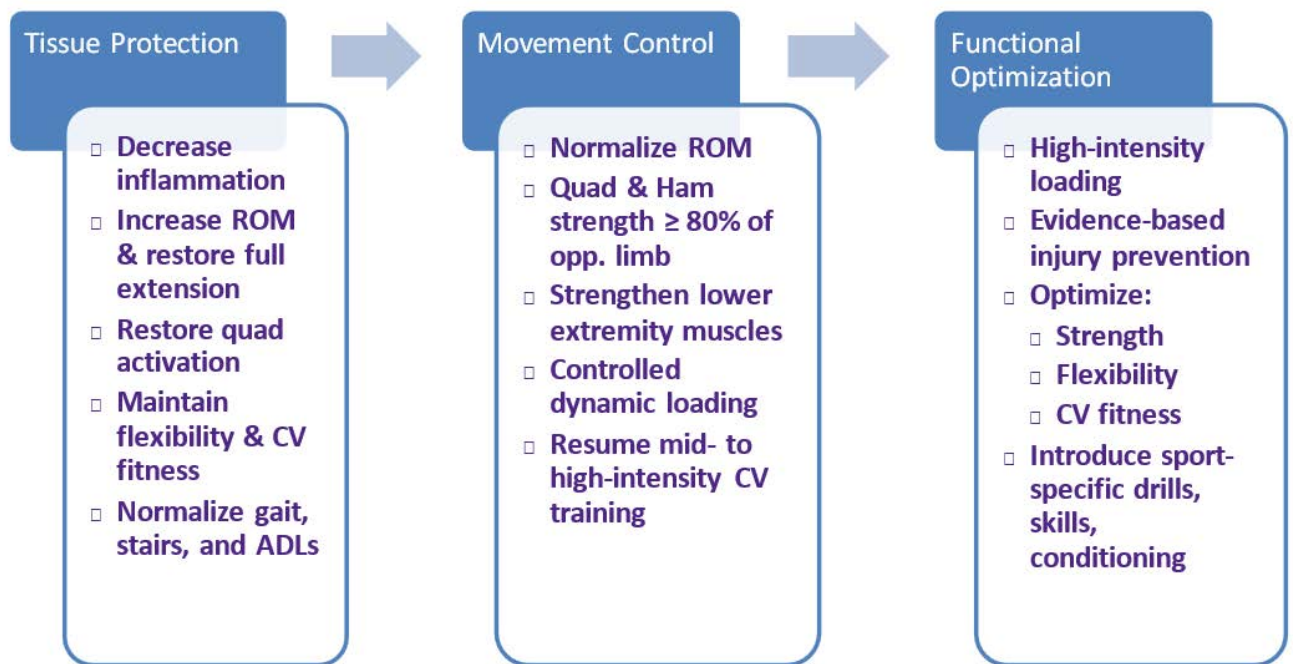 Tissue Protection
Decrease
inflammation
Increase ROM
& restore full
extension
Restore quad
activation
Maintain
flexibility & CV
fitness
Normalize gait,
stairs, and ADLs
Movement Control
Normalize ROM
Quad & Ham
strength ≥ 80% of
opp. limb
Strengthen lower
extremity muscles
Controlled
dynamic loading
Resume mid- to
high-intensity CV
training
Functional
Optimization
High-intensity
loading
Evidence-based
injury prevention
Optimize:
Strength
Flexibility
CV fitness
Introduce sport-
specific drills,
skills,
conditioning